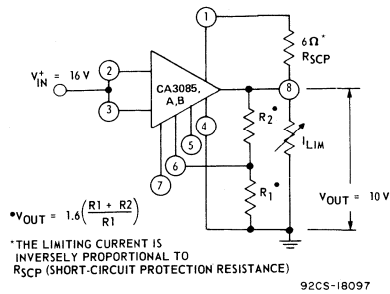 1
6Ω*
RSCP
V+IN = 16 V
2
CA3085,
A,B
8
3
R2•
4
5
ILIM
6
7
R1•
VOUT = 10 V
•VOUT = 1.6 (R1 + R2 / R1)
*THE LIMITING CURRENT IS
INVERSELY PROPORTIONAL TO
RSCP (SHORT-CIRCUIT PROTECTION RESISTANCE)
92CS-18097